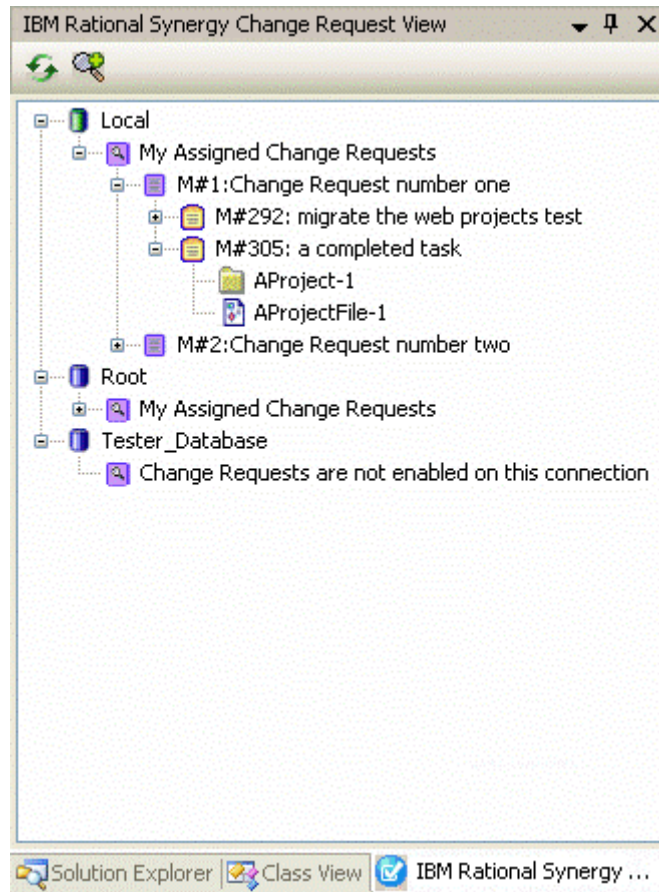 IBM Rational Synergy Change Request View
Local
My Assigned Change Requests
M#1:Change Request number one
M#292: migrate the web projects test
M#305: a completed task
AProject-1
AProjectFile-1
M#2:Change Request number two
Root
My Assigned Change Requests
Tester_Database
Change Requests are not enabled on this connection
Solution Explorer Class View IBM Rational Synergy ...